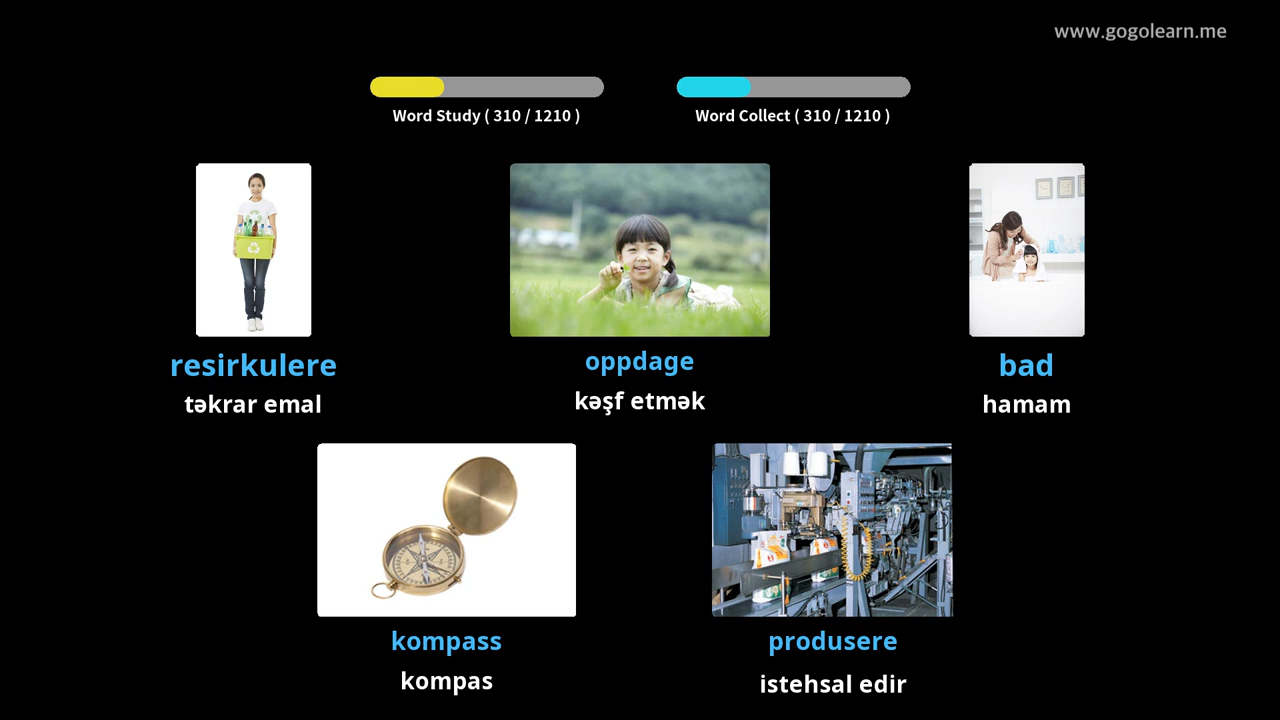 www.gogolearn.me
Word Study ( 310 / 1210 )
Word Collect ( 310 / 1210 )
resirkulere
təkrar emal
oppdage
kəşf etmək
bad
hamam
kompass
kompas
produsere
istehsal edir